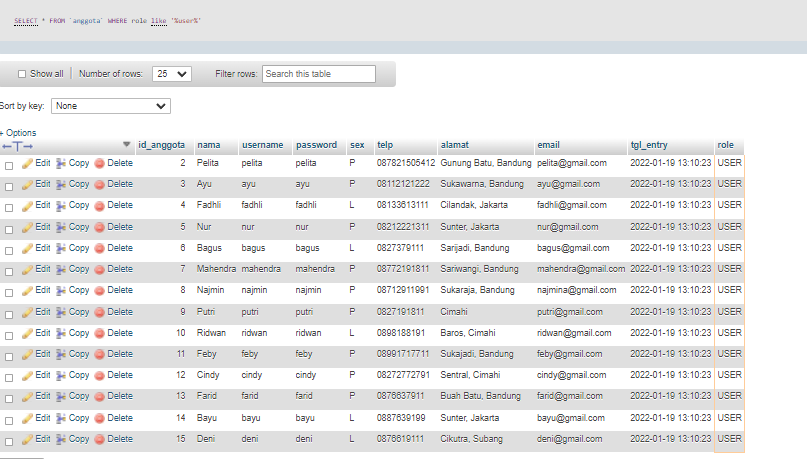 SELECT * FROM `anggota` WHERE role like '%user%'
Show all Number of rows: 25 Filter rows: Search this table
Sort by key: None
+ Options
←T→ id_anggota nama username password sex telp alamat email tgl_entry role
Edit Copy Delete 2 Pelita pelita pelita P 087821505412 Gunung Batu, Bandung pelita@gmail.com 2022-01-19 13:10:23 USER
Edit Copy Delete 3 Ayu ayu ayu P 08112121222 Sukawarna, Bandung ayu@gmail.com 2022-01-19 13:10:23 USER
Edit Copy Delete 4 Fadhli fadhli fadhli L 08133613111 Cilandak, Jakarta fadhli@gmail.com 2022-01-19 13:10:23 USER
Edit Copy Delete 5 Nur nur nur P 08212221311 Sunter, Jakarta nur@gmail.com 2022-01-19 13:10:23 USER
Edit Copy Delete 6 Bagus bagus bagus L 0827379111 Sarijadi, Bandung bagus@gmail.com 2022-01-19 13:10:23 USER
Edit Copy Delete 7 Mahendra mahendra mahendra P 08772191811 Sariwangi, Bandung mahendra@gmail.com 2022-01-19 13:10:23 USER
Edit Copy Delete 8 Najmin najmin najmin P 08712911991 Sukaraja, Bandung najmina@gmail.com 2022-01-19 13:10:23 USER
Edit Copy Delete 9 Putri putri putri P 0827191811 Cimahi putri@gmail.com 2022-01-19 13:10:23 USER
Edit Copy Delete 10 Ridwan ridwan ridwan L 0898188191 Baros, Cimahi ridwan@gmail.com 2022-01-19 13:10:23 USER
Edit Copy Delete 11 Feby feby feby P 08991717711 Sukajadi, Bandung feby@gmail.com 2022-01-19 13:10:23 USER
Edit Copy Delete 12 Cindy cindy cindy P 08272772791 Sentral, Cimahi cindy@gmail.com 2022-01-19 13:10:23 USER
Edit Copy Delete 13 Farid farid farid P 0876637911 Buah Batu, Bandung farid@gmail.com 2022-01-19 13:10:23 USER
Edit Copy Delete 14 Bayu bayu bayu L 0887639199 Sunter, Jakarta bayu@gmail.com 2022-01-19 13:10:23 USER
Edit Copy Delete 15 Deni deni deni L 0876619111 Cikutra, Subang deni@gmail.com 2022-01-19 13:10:23 USER